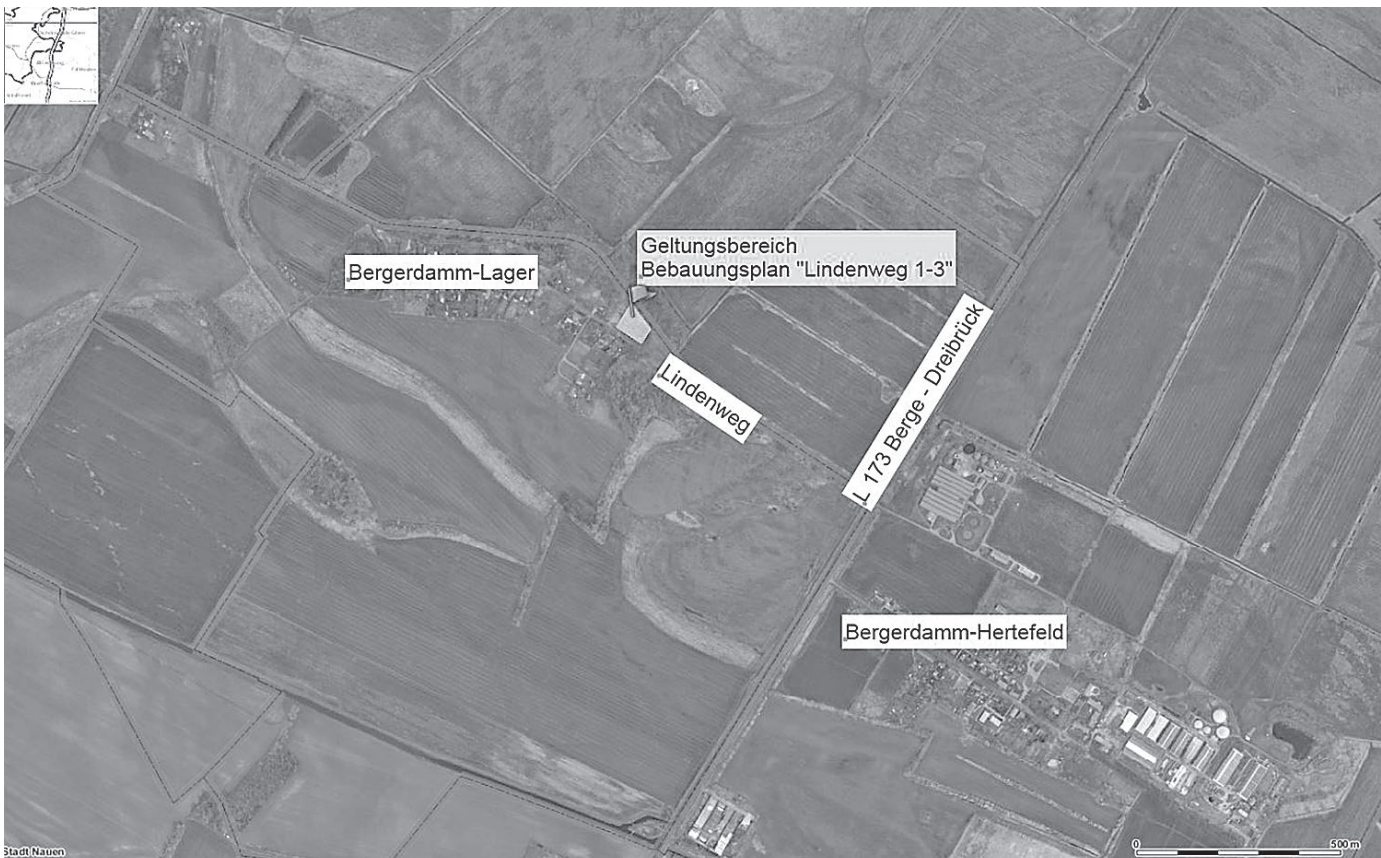 Geltungsbereich
Bebauungsplan "Lindenweg 1-3"
Bergerdamm-Lager
L 173 Berge - Dreibrück
Lindenweg
Bergerdamm-Hertefeld
Stadt Nauen
0 500 m